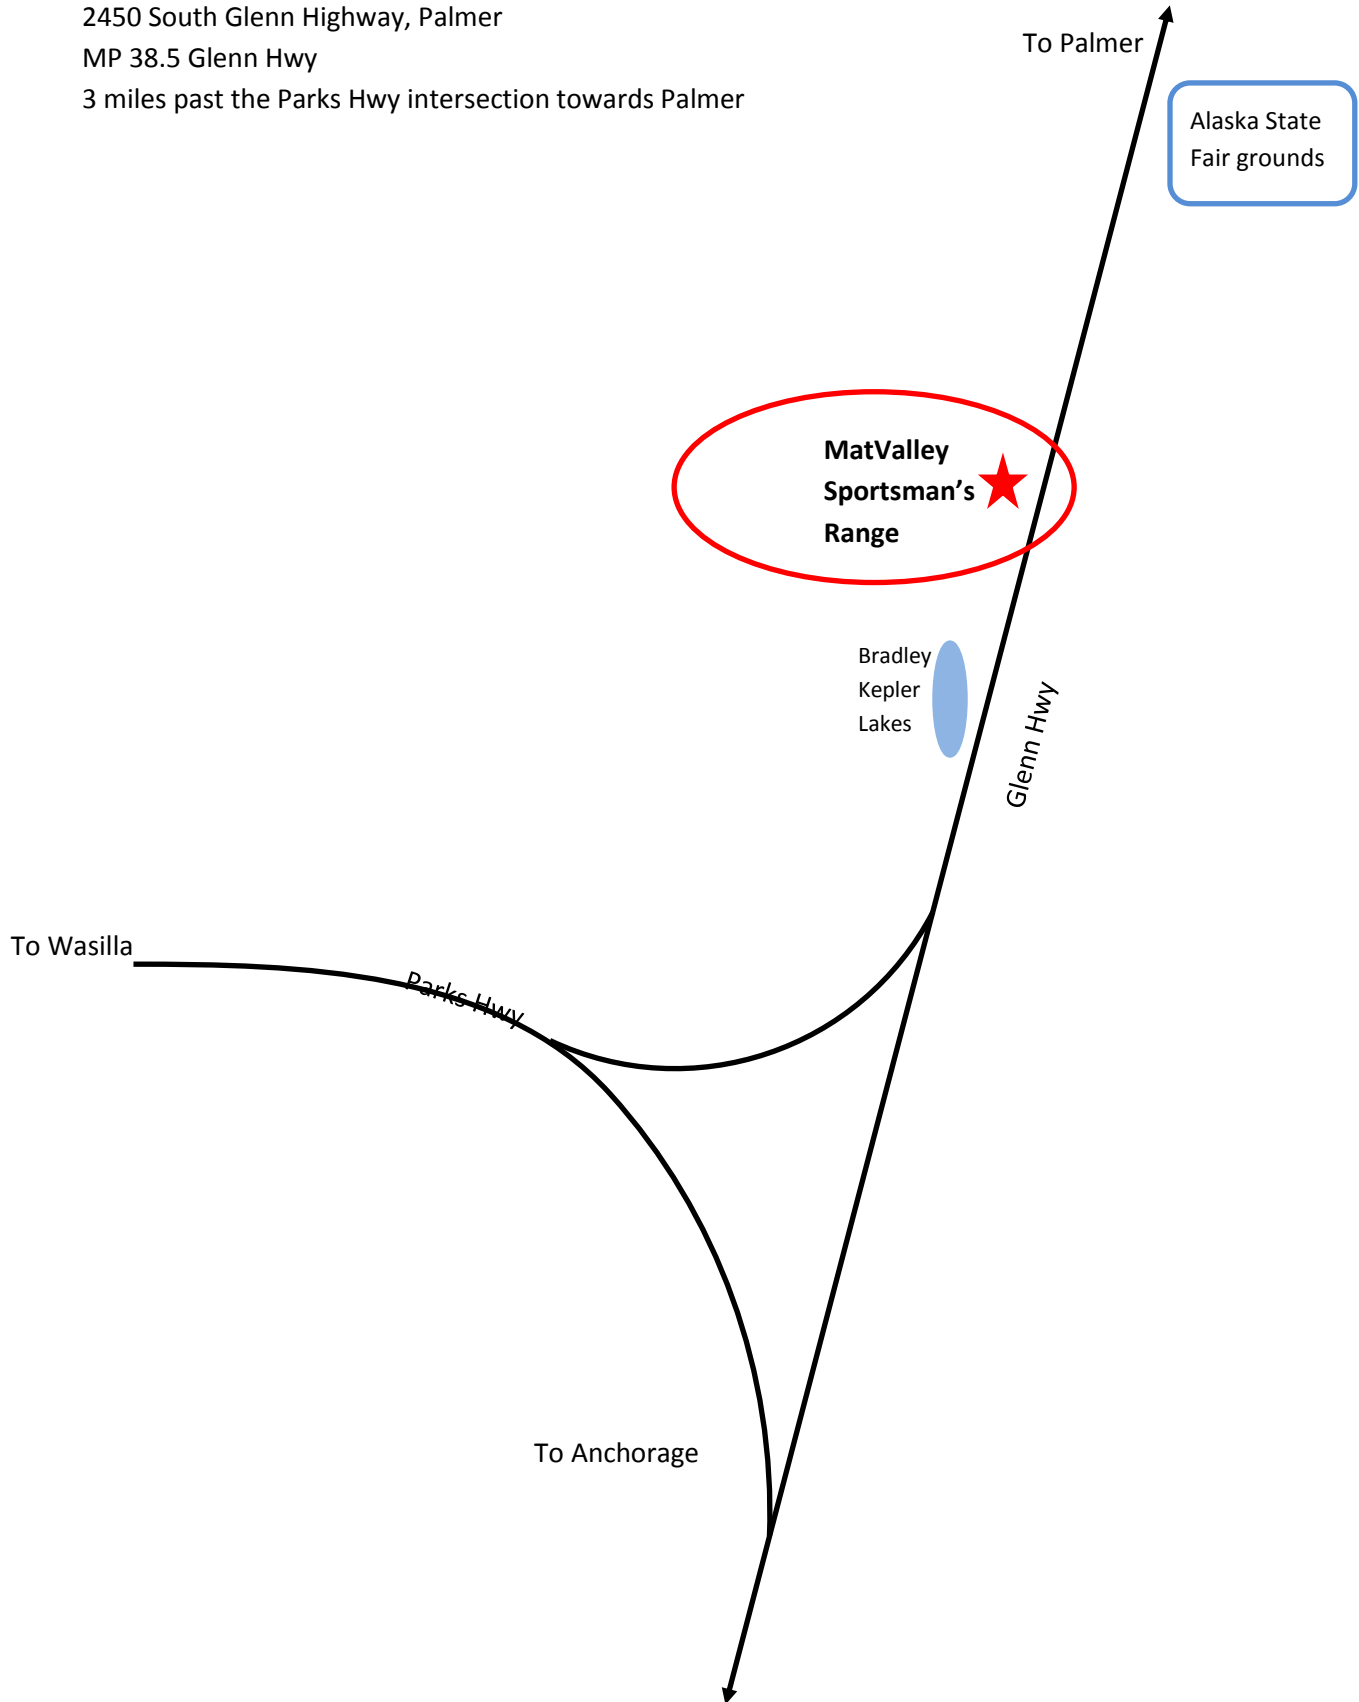 2450 South Glenn Highway, Palmer
MP 38.5 Glenn Hwy
3 miles past the Parks Hwy intersection towards Palmer
To Palmer
Alaska State
Fair grounds
MatValley
Sportsman’s
Range
Bradley
Kepler
Lakes
Glenn Hwy
To Wasilla
Parks Hwy
To Anchorage